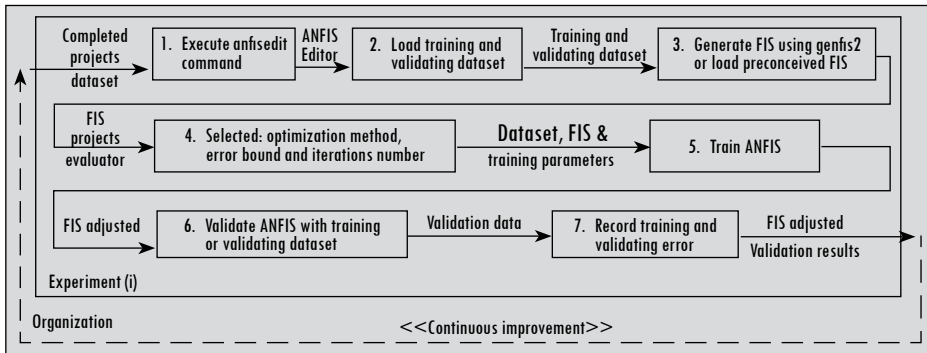 Completed
projects
dataset
1. Execute anfisedit
command
ANFIS
Editor
2. Load training and
validating dataset
Training and
validating dataset
3. Generate FIS using genfis2
or load preconceived FIS
FIS
projects
evaluator
4. Selected: optimization method,
error bound and iterations number
Dataset, FIS &
training parameters
5. Train ANFIS
FIS adjusted
6. Validate ANFIS with training
or validating dataset
Validation data
7. Record training and
validating error
FIS adjusted
Validation results
Experiment (i)
Organization
<<Continuous improvement>>